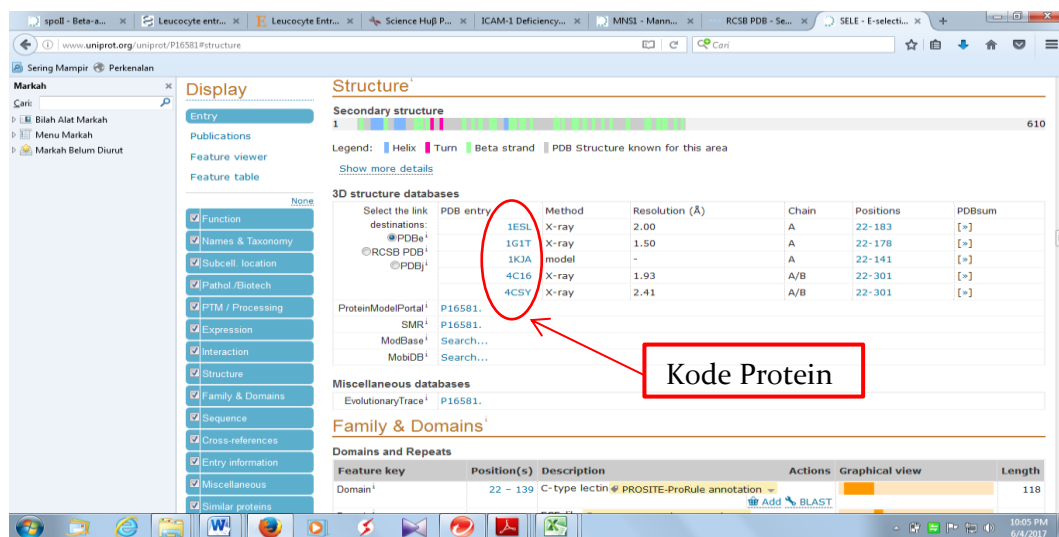 spoll - Beta-a...
Leucocyte entr...
Leucocyte Entr...
Science Huβ P...
ICAM-1 Deficiency...
MNS1 - Mann...
RCSB PDB - Se...
SELE - E-selecti...
www.uniprot.org/uniprot/P16581#structure
Cari
Sering Mampir
Perkenalan
Markah
Cari:
Bilah Alat Markah
Menu Markah
Markah Belum Diurut
Display
Entry
Publications
Feature viewer
Feature table
None
Function
Names & Taxonomy
Subcell. location
Pathol./Biotech
PTM / Processing
Expression
Interaction
Structure
Family & Domains
Sequence
Cross-references
Entry information
Miscellaneous
Similar proteins
Structure i
Secondary structure
1 610
Legend: Helix Turn Beta strand PDB Structure known for this area
Show more details
3D structure databases
Select the link destinations:
PDBe i
RCSB PDB i
PDBj i
PDB entry Method Resolution (Å) Chain Positions PDBsum
1ESL X-ray 2.00 A 22-183 [»]
1G1T X-ray 1.50 A 22-178 [»]
1KJA model - A 22-141 [»]
4C16 X-ray 1.93 A/B 22-301 [»]
4CSY X-ray 2.41 A/B 22-301 [»]
ProteinModelPortal i P16581.
SMR i P16581.
ModBase i Search...
MobiDB i Search...
Kode Protein
Miscellaneous databases
EvolutionaryTrace i P16581.
Family & Domains i
Domains and Repeats
Feature key Position(s) Description Actions Graphical view Length
Domain i 22 – 139 C-type lectin PROSITE-ProRule annotation 118
Add BLAST
10:05 PM
6/4/2017